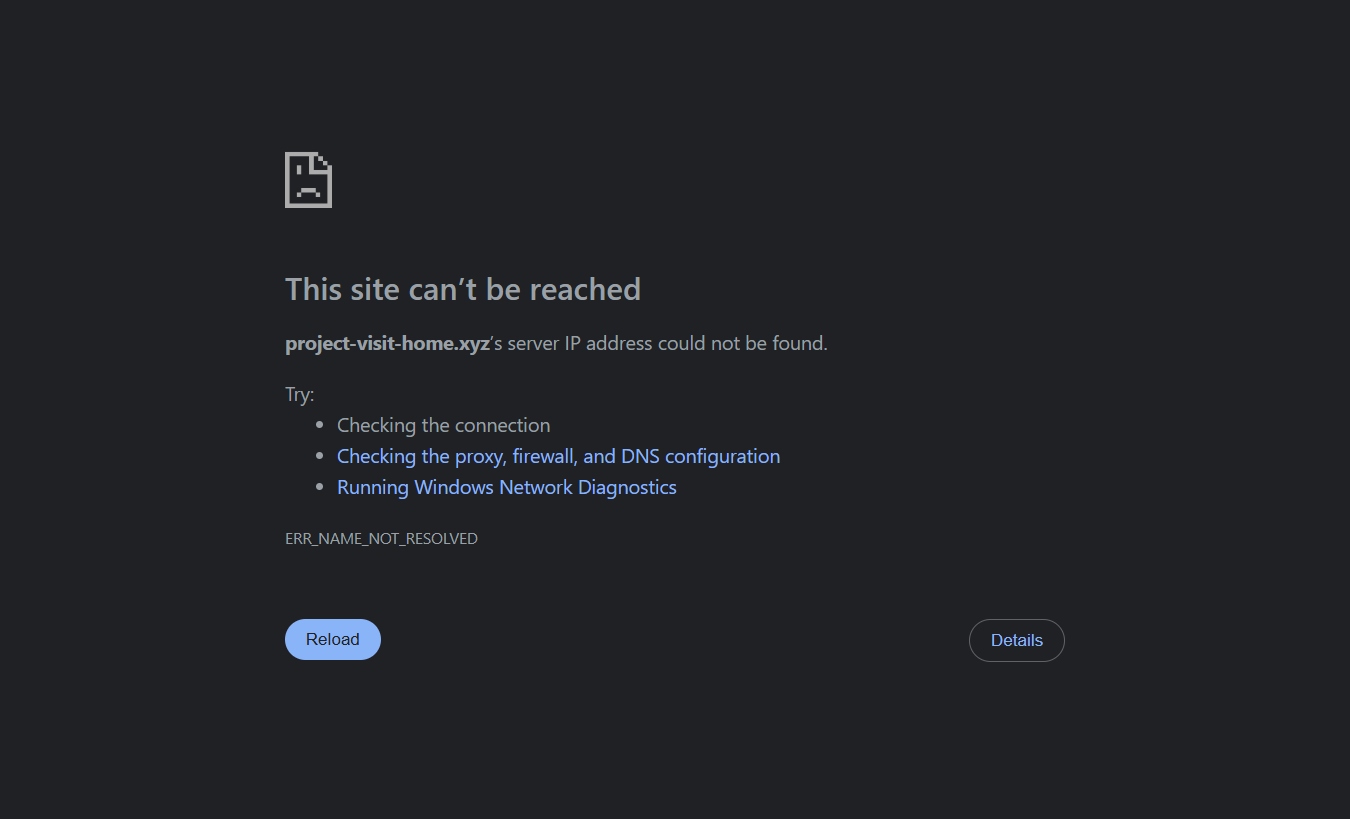 This site can’t be reached
project-visit-home.xyz’s server IP address could not be found.
Try:
Checking the connection
Checking the proxy, firewall, and DNS configuration
Running Windows Network Diagnostics
ERR_NAME_NOT_RESOLVED
Reload
Details